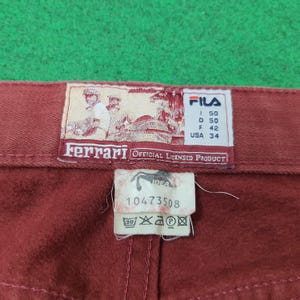 FILA
I 50
D 50
F 42
USA 34
Ferrari OFFICIAL LICENSED PRODUCT
10473508